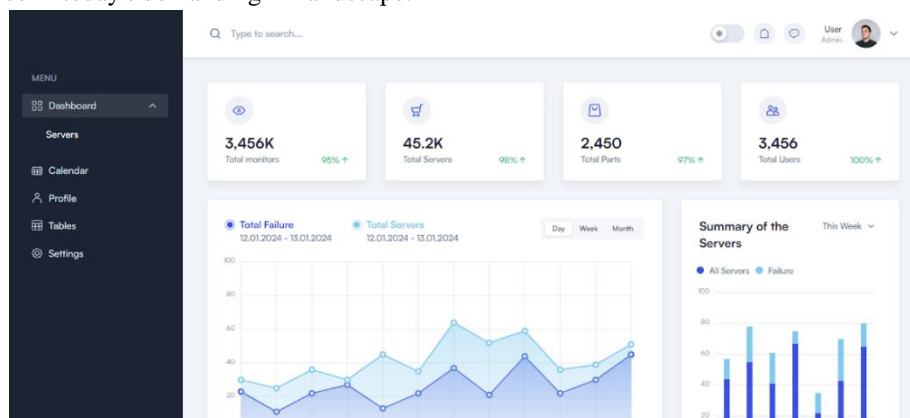 Type to search...
User
Admin
MENU
Dashboard
Servers
Calendar
Profile
Tables
Settings
3,456K
Total monitors 95%
45.2K
Total Servers 98%
2,450
Total Parts 97%
3,456
Total Users 100%
Total Failure
12.01.2024 - 13.01.2024
Total Servers
12.01.2024 - 13.01.2024
Day Week Month
100
80
60
40
20
Summary of the
Servers
This Week
All Servers Failure
100
80
60
40
20